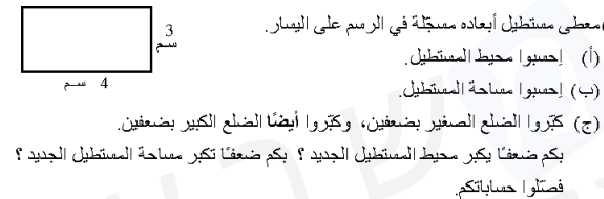 معطى مستطيل أبعاده مسجّلة في الرسم على اليسار.
(أ) إحسبوا محيط المستطيل.
(ب) إحسبوا مساحة المستطيل.
(ج) كبّروا الضلع الصغير بضعفين، وكبّروا أيضًا الضلع الكبير بضعفين.
بكم ضعفًا يكبر محيط المستطيل الجديد ؟ بكم ضعفًا تكبر مساحة المستطيل الجديد ؟
فصّلوا حساباتكم.
3
سم
4 سم